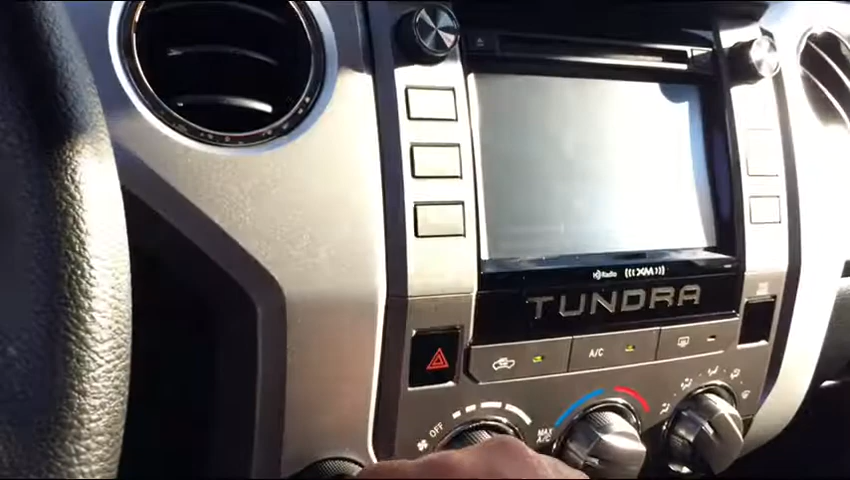 HD Radio ((XM))
TUNDRA
A/C
OFF
MAX A/C